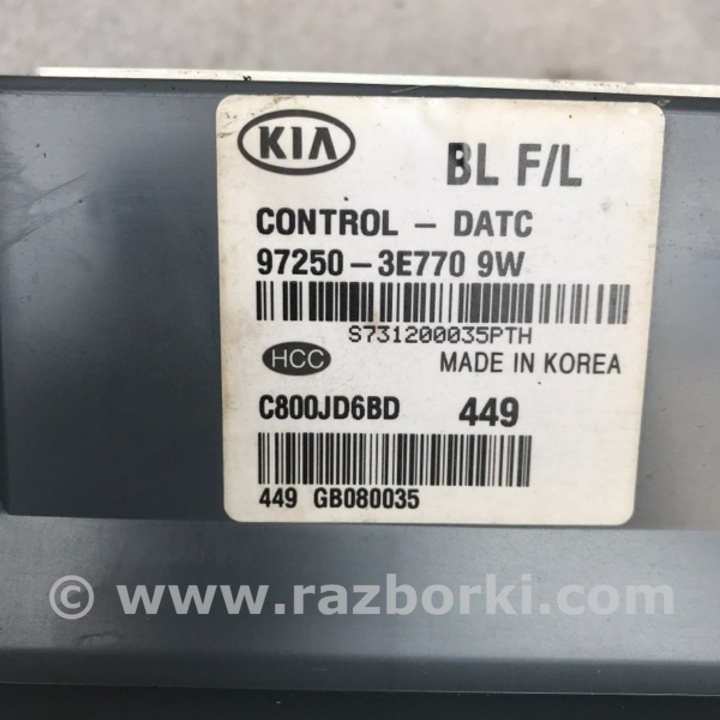 KIA BL F/L
CONTROL - DATC
97250-3E770 9W
S731200035PTH
HCC MADE IN KOREA
C800JD6BD 449
449 GB080035
© www.razborki.com